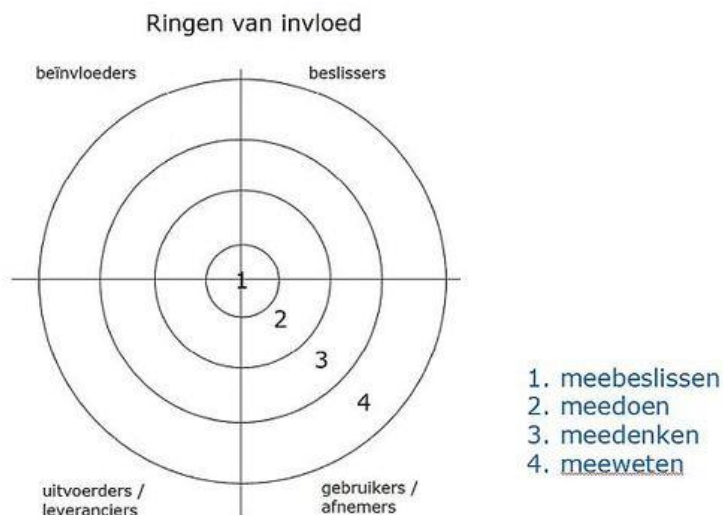 Ringen van invloed
beïnvloeders
beslissers
1
2
3
4
uitvoerders /
leveranciers
gebruikers /
afnemers
1. meebeslissen
2. meedoen
3. meedenken
4. meeweten